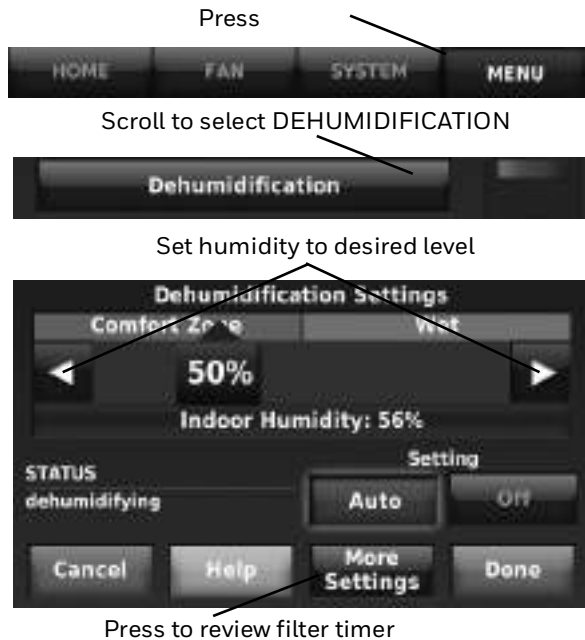 Press
HOME FAN SYSTEM MENU
Scroll to select DEHUMIDIFICATION
Dehumidification
Set humidity to desired level
Dehumidification Settings
Comfort Zone Wet
50%
Indoor Humidity: 56%
Setting
STATUS
dehumidifying
Auto Off
Cancel Help More Settings Done
Press to review filter timer